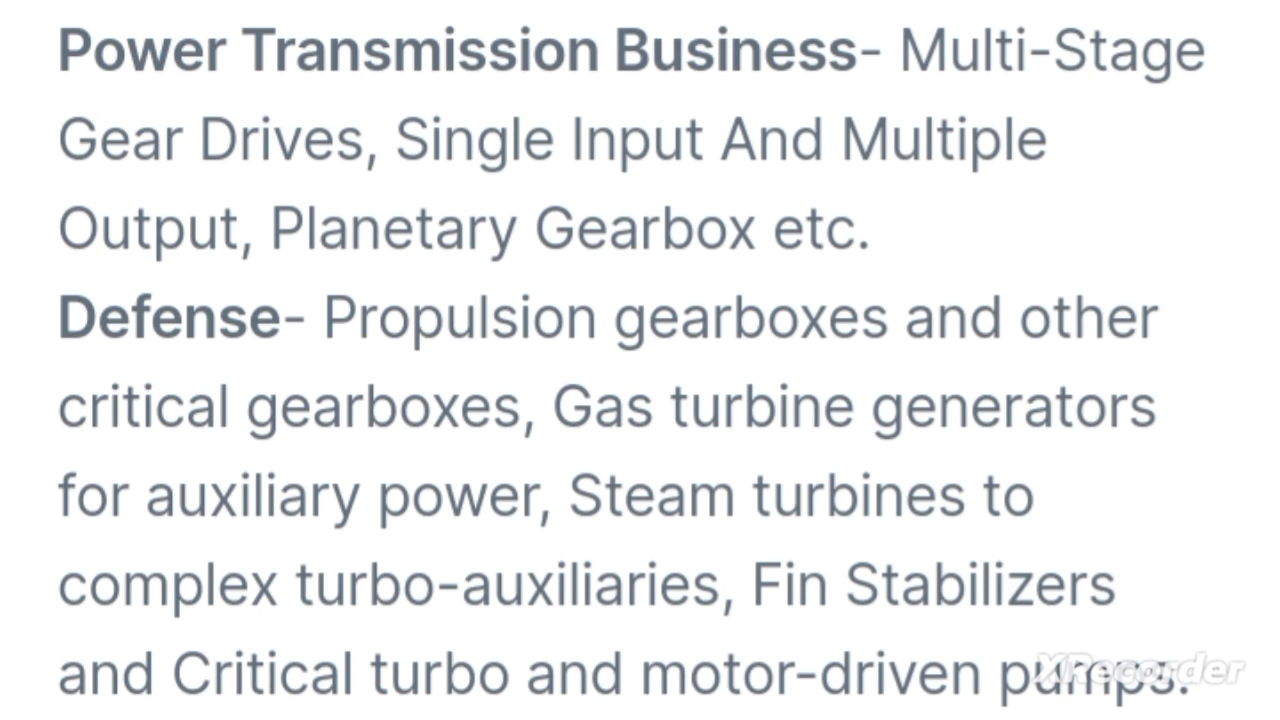 Power Transmission Business- Multi-Stage
Gear Drives, Single Input And Multiple
Output, Planetary Gearbox etc.
Defense- Propulsion gearboxes and other
critical gearboxes, Gas turbine generators
for auxiliary power, Steam turbines to
complex turbo-auxiliaries, Fin Stabilizers
and Critical turbo and motor-driven pumps.
XRecorder